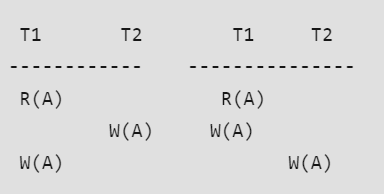 T1 T2 T1 T2
------------ ---------------
R(A) R(A)
W(A) W(A)
W(A) W(A)